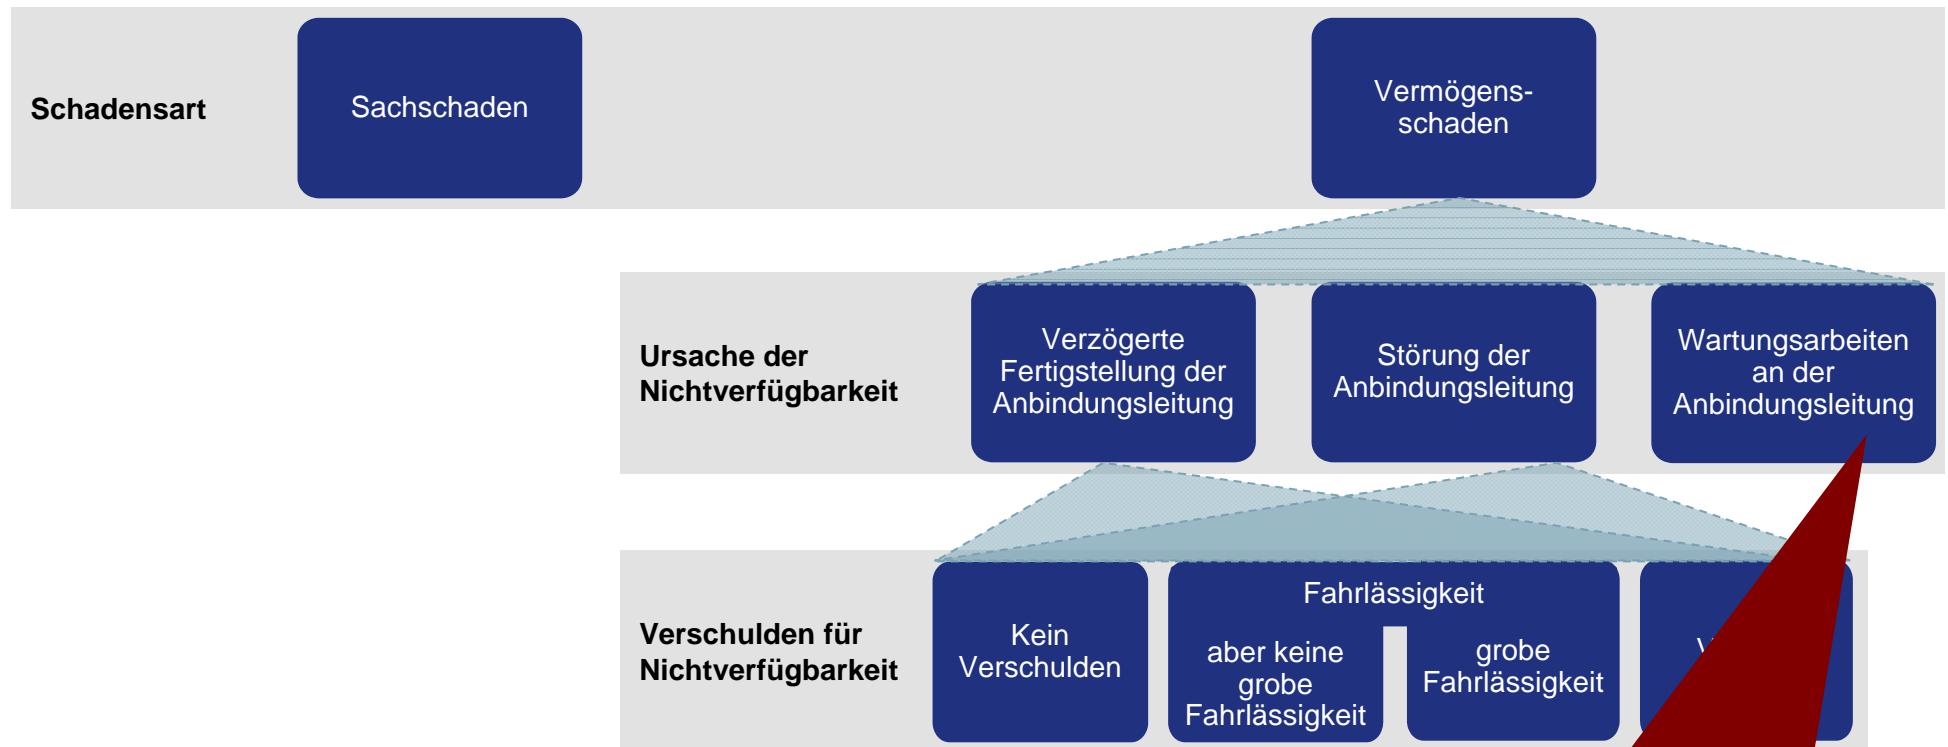 Schadensart
Sachschaden
Vermögens-
schaden
Ursache der
Nichtverfügbarkeit
Verzögerte
Fertigstellung der
Anbindungsleitung
Störung der
Anbindungsleitung
Wartungsarbeiten
an der
Anbindungsleitung
Verschulden für
Nichtverfügbarkeit
Kein
Verschulden
Fahrlässigkeit
aber keine
grobe
Fahrlässigkeit
grobe
Fahrlässigkeit